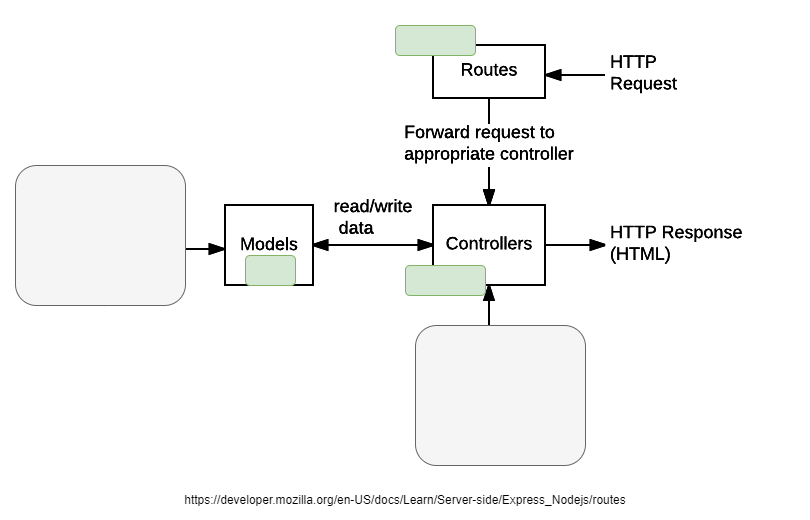 Routes
HTTP
Request
Forward request to
appropriate controller
read/write
data
Models
Controllers
HTTP Response
(HTML)
https://developer.mozilla.org/en-US/docs/Learn/Server-side/Express_Nodejs/routes